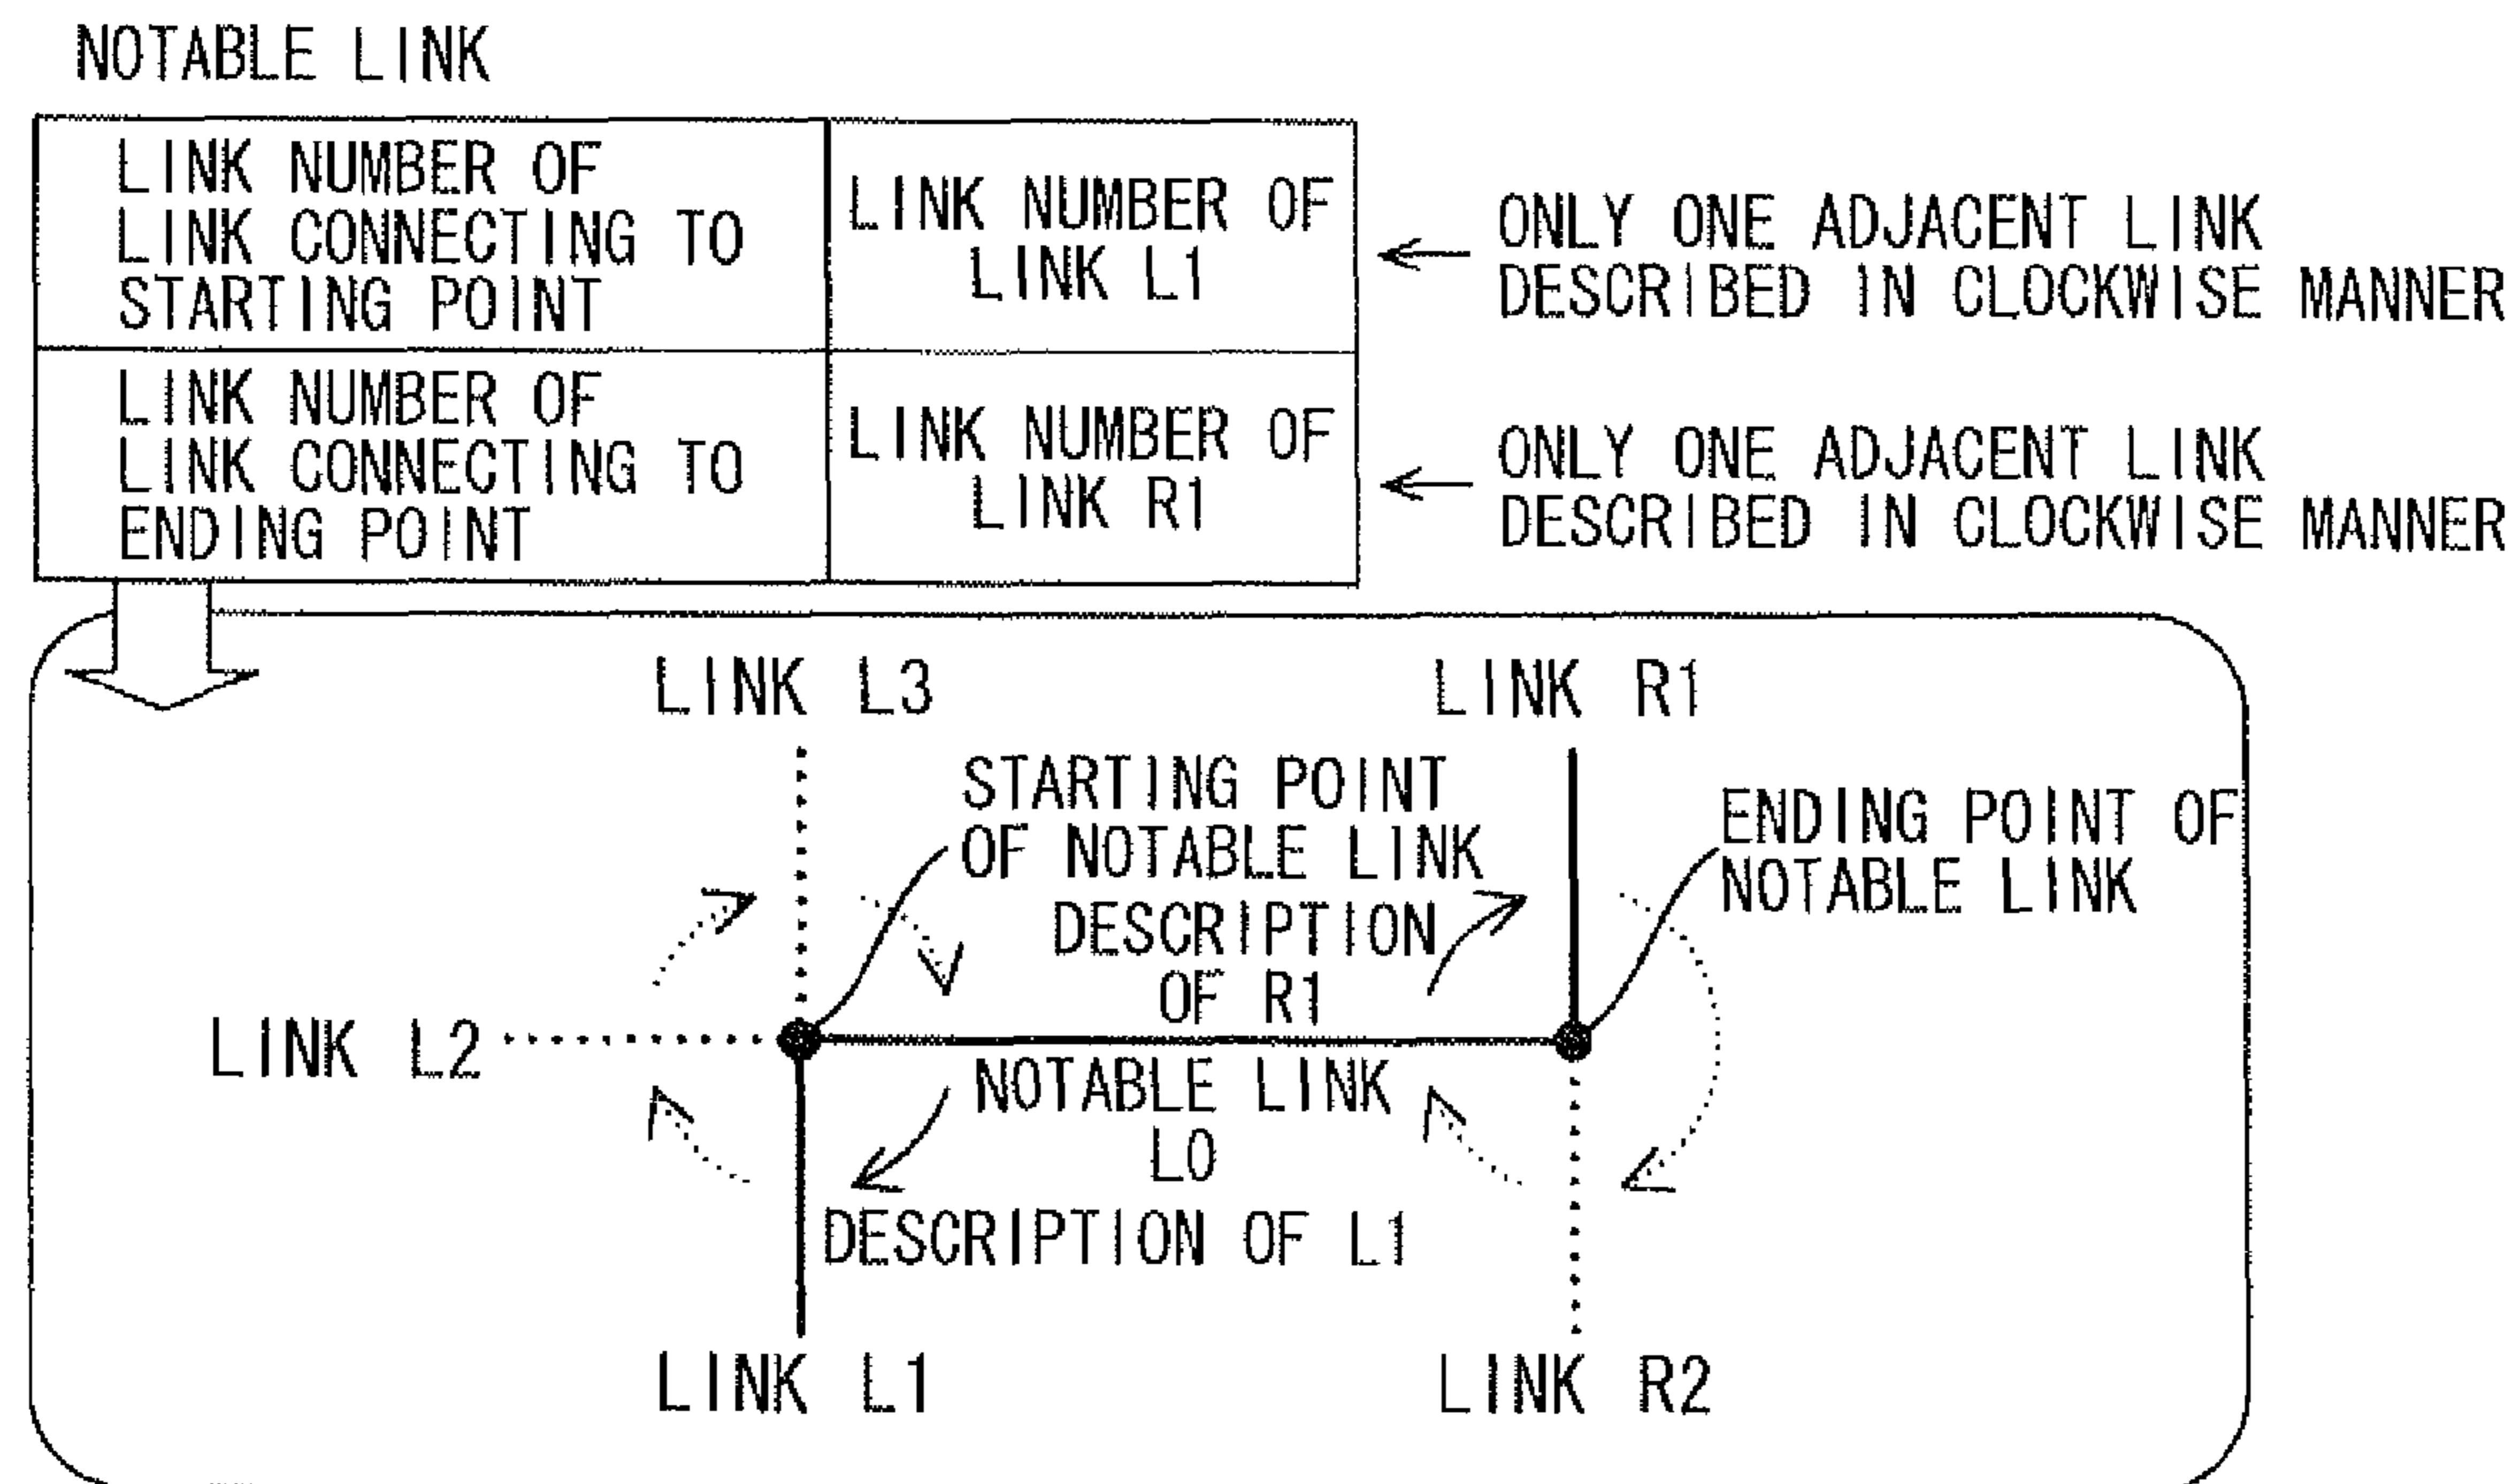 NOTABLE LINK
LINK NUMBER OF
LINK CONNECTING TO
STARTING POINT
LINK NUMBER OF
LINK L1
ONLY ONE ADJACENT LINK
DESCRIBED IN CLOCKWISE MANNER
LINK NUMBER OF
LINK CONNECTING TO
ENDING POINT
LINK NUMBER OF
LINK R1
ONLY ONE ADJACENT LINK
DESCRIBED IN CLOCKWISE MANNER
LINK L3
LINK R1
STARTING POINT
OF NOTABLE LINK
ENDING POINT OF
NOTABLE LINK
DESCRIPTION
OF R1
LINK L2
NOTABLE LINK
L0
DESCRIPTION OF L1
LINK L1
LINK R2